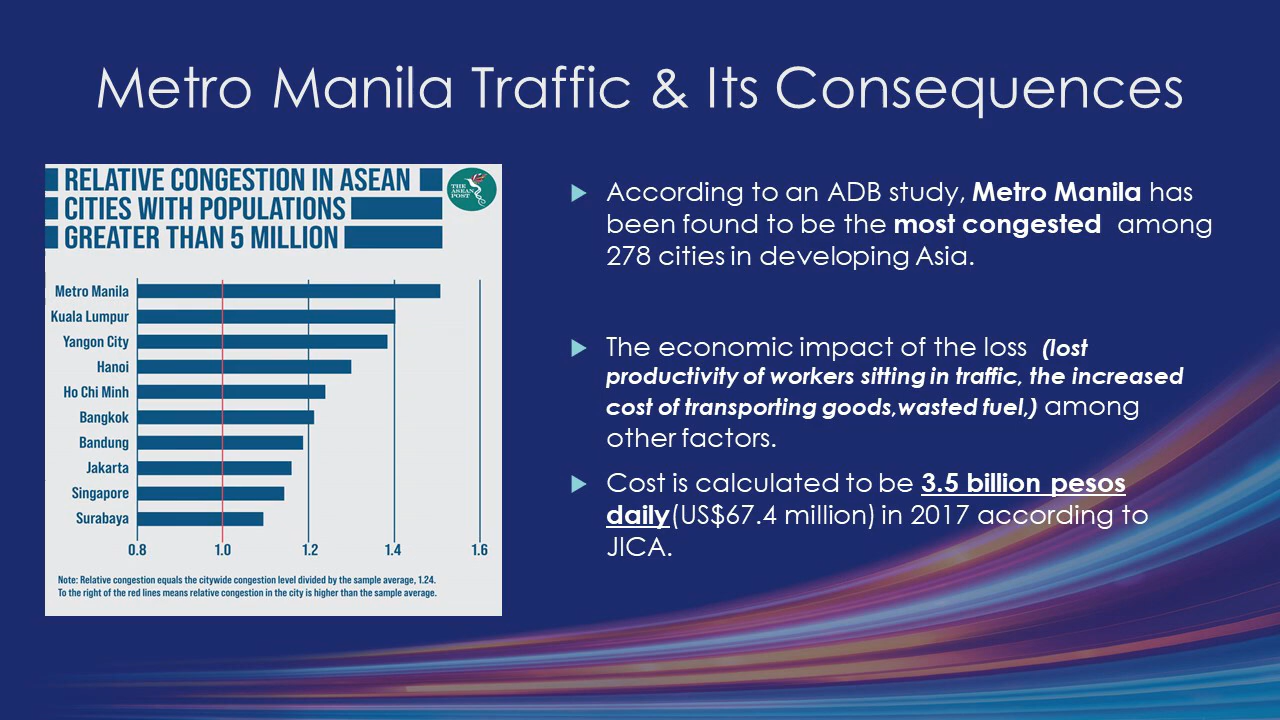 Metro Manila Traffic & Its Consequences
RELATIVE CONGESTION IN ASEAN
CITIES WITH POPULATIONS
GREATER THAN 5 MILLION
THE
ASEAN
POST
Metro Manila
Kuala Lumpur
Yangon City
Hanoi
Ho Chi Minh
Bangkok
Bandung
Jakarta
Singapore
Surabaya
0.8 1.0 1.2 1.4 1.6
Note: Relative congestion equals the citywide congestion level divided by the sample average, 1.24.
To the right of the red lines means relative congestion in the city is higher than the sample average.
According to an ADB study, Metro Manila has
been found to be the most congested among
278 cities in developing Asia.
The economic impact of the loss (lost
productivity of workers sitting in traffic, the increased
cost of transporting goods,wasted fuel,) among
other factors.
Cost is calculated to be 3.5 billion pesos
daily(US$67.4 million) in 2017 according to
JICA.